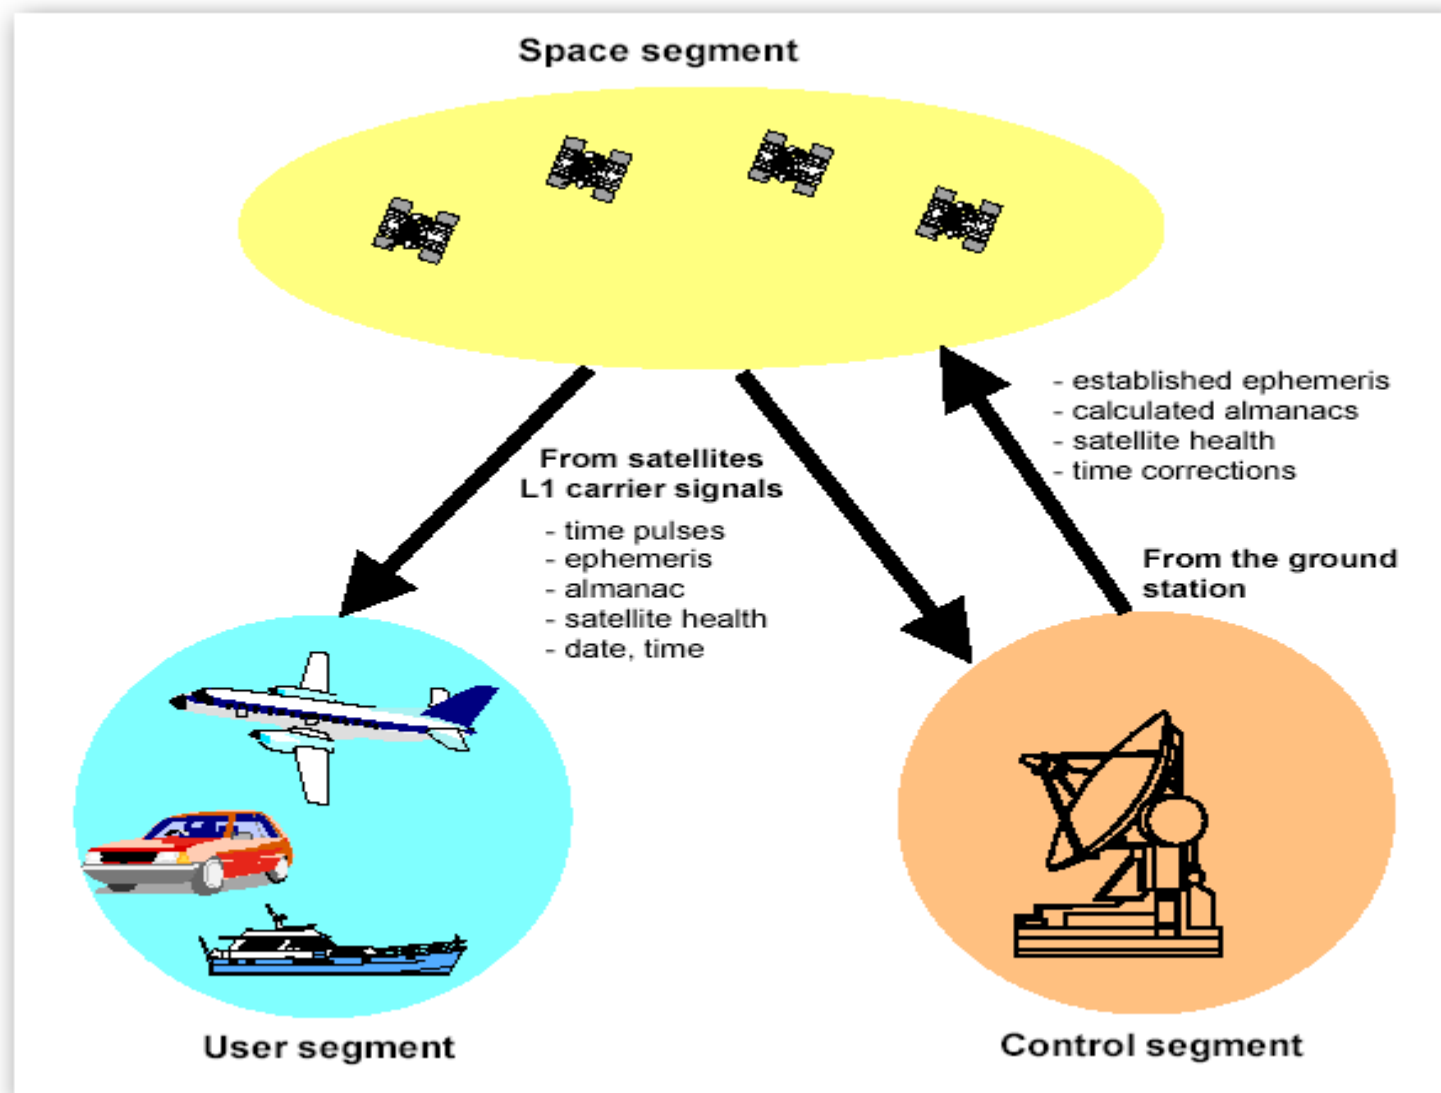 Space segment
- established ephemeris
- calculated almanacs
- satellite health
- time corrections
From satellites
L1 carrier signals
- time pulses
- ephemeris
- almanac
- satellite health
- date, time
From the ground
station
User segment
Control segment